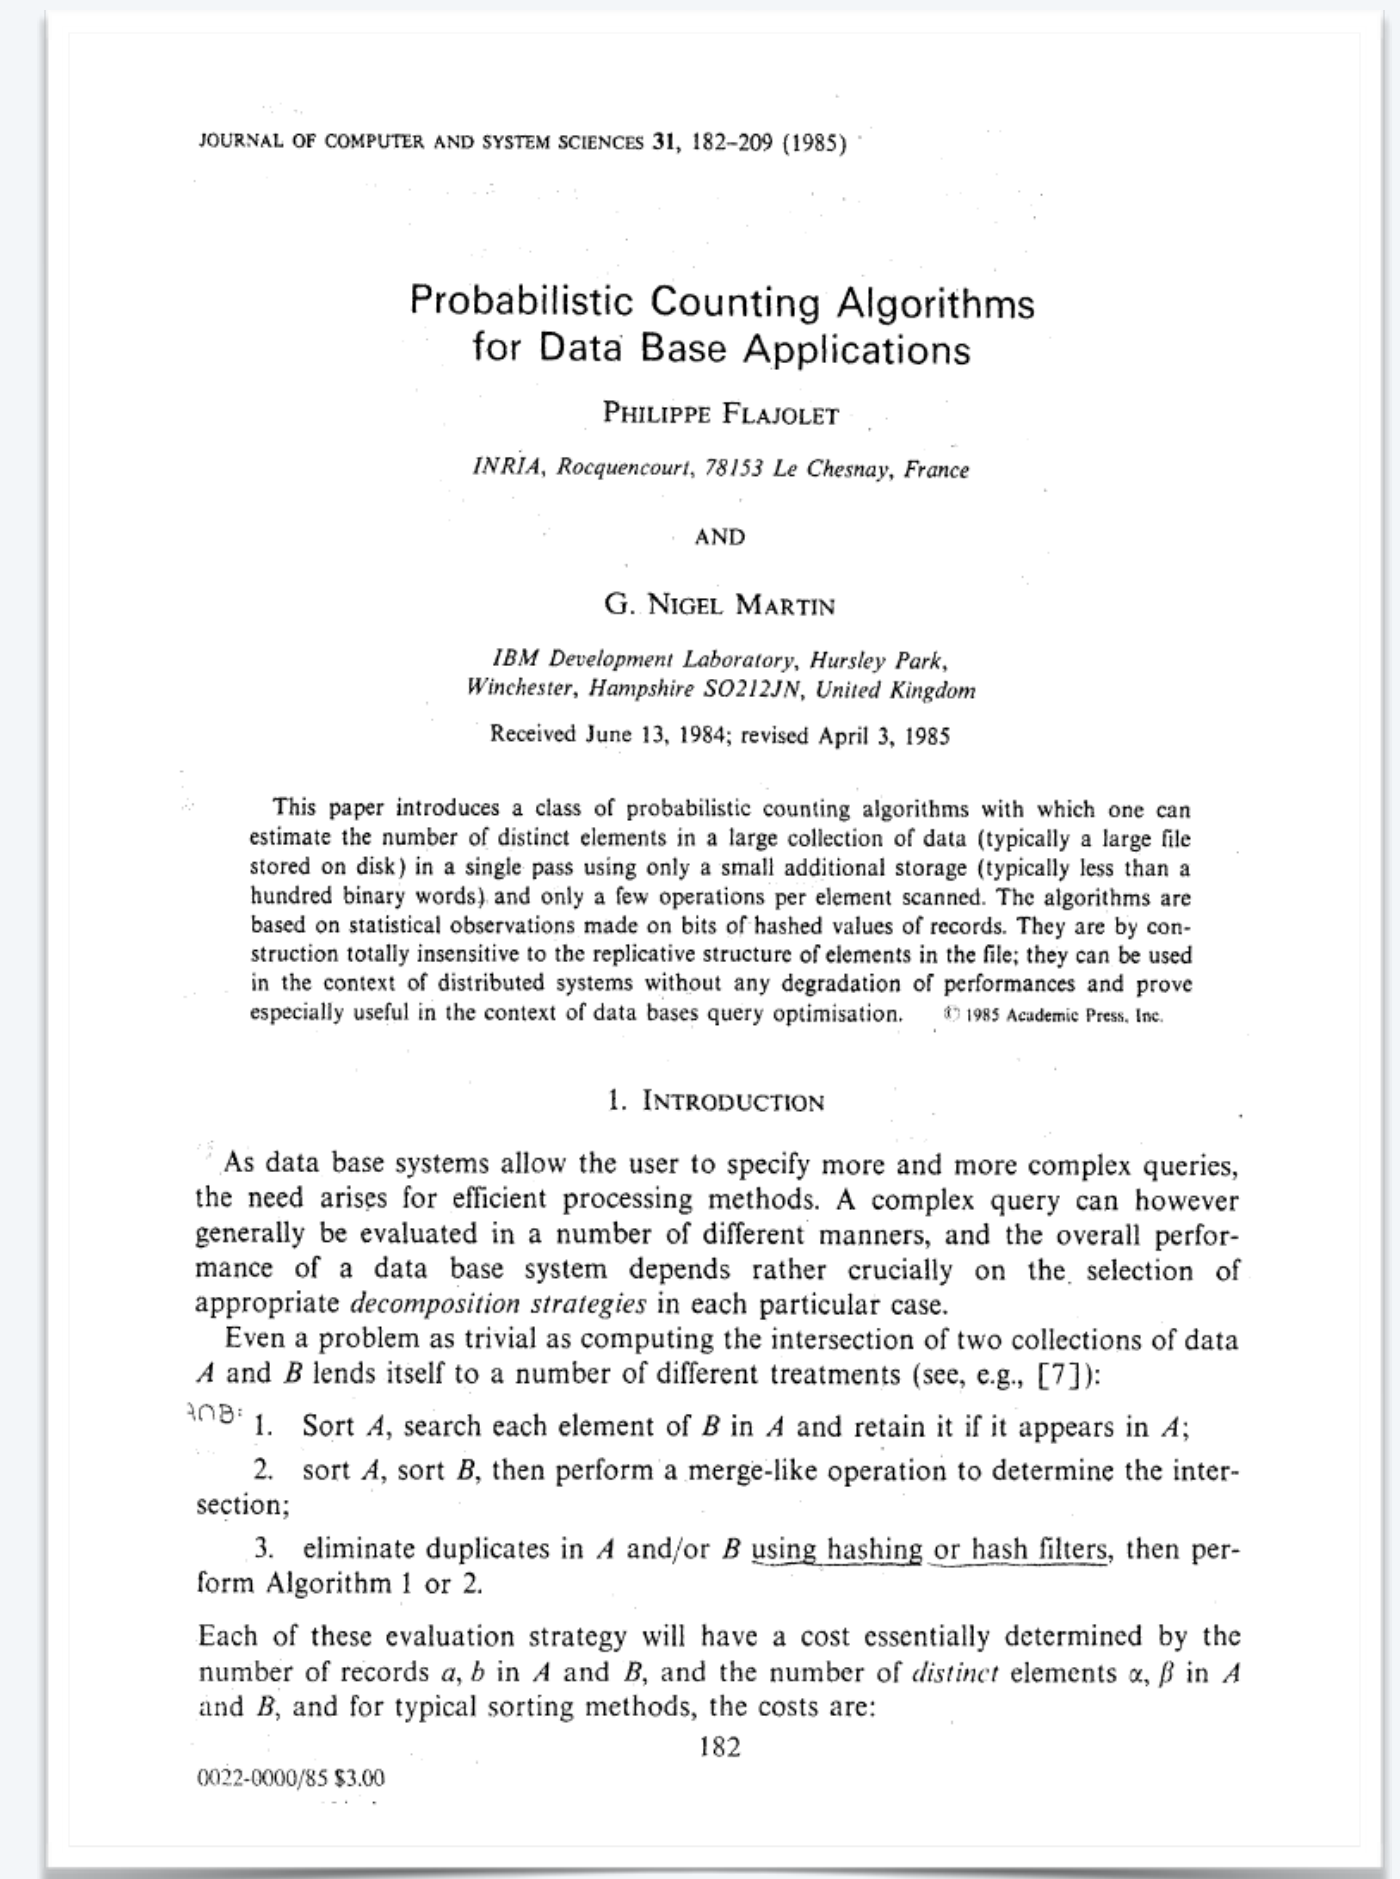 JOURNAL OF COMPUTER AND SYSTEM SCIENCES 31, 182–209 (1985)
Probabilistic Counting Algorithms
for Data Base Applications
PHILIPPE FLAJOLET
INRIA, Rocquencourt, 78153 Le Chesnay, France
AND
G. NIGEL MARTIN
IBM Development Laboratory, Hursley Park,
Winchester, Hampshire SO212JN, United Kingdom
Received June 13, 1984; revised April 3, 1985
This paper introduces a class of probabilistic counting algorithms with which one can
estimate the number of distinct elements in a large collection of data (typically a large file
stored on disk) in a single pass using only a small additional storage (typically less than a
hundred binary words) and only a few operations per element scanned. The algorithms are
based on statistical observations made on bits of hashed values of records. They are by con-
struction totally insensitive to the replicative structure of elements in the file; they can be used
in the context of distributed systems without any degradation of performances and prove
especially useful in the context of data bases query optimisation. © 1985 Academic Press, Inc.
1. INTRODUCTION
As data base systems allow the user to specify more and more complex queries,
the need arises for efficient processing methods. A complex query can however
generally be evaluated in a number of different manners, and the overall perfor-
mance of a data base system depends rather crucially on the selection of
appropriate decomposition strategies in each particular case.
Even a problem as trivial as computing the intersection of two collections of data
A and B lends itself to a number of different treatments (see, e.g., [7]):
A∩B: 1. Sort A, search each element of B in A and retain it if it appears in A;
2. sort A, sort B, then perform a merge-like operation to determine the inter-
section;
3. eliminate duplicates in A and/or B using hashing or hash filters, then per-
form Algorithm 1 or 2.
Each of these evaluation strategy will have a cost essentially determined by the
number of records a, b in A and B, and the number of distinct elements α, β in A
and B, and for typical sorting methods, the costs are:
182
0022-0000/85 $3.00